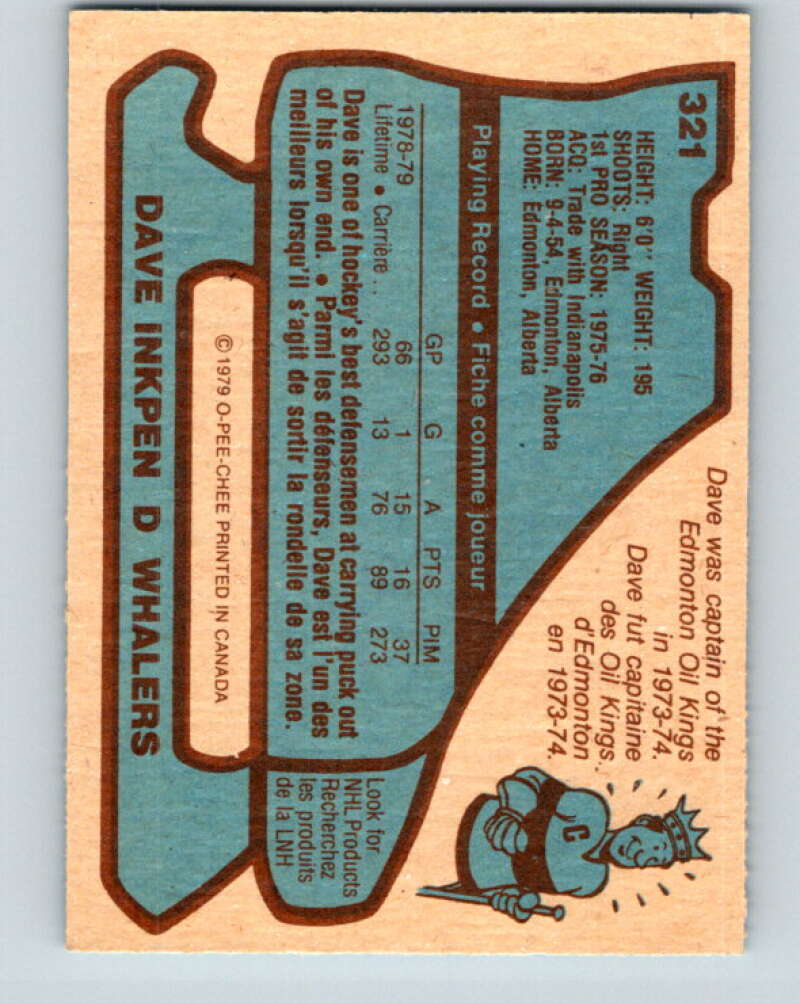 321
HEIGHT: 6'0" WEIGHT: 195
SHOOTS: Right
1st PRO SEASON: 1975-76
ACQ: Trade with Indianapolis
BORN: 9-4-54, Edmonton, Alberta
HOME: Edmonton, Alberta
Dave was captain of the
Edmonton Oil Kings
in 1973-74.
Dave fut capitaine
des Oil Kings
d'Edmonton
en 1973-74.
C
Playing Record • Fiche comme joueur
GP G A PTS PIM
1978-79 66 1 15 16 37
Lifetime • Carrière .. 293 13 76 89 273
Dave is one of hockey's best defensemen at carrying puck out
of his own end. • Parmi les défenseurs, Dave est l'un des
meilleurs lorsqu'il s'agit de sortir la rondelle de sa zone.
Look for
NHL Products
Recherchez
les produits
de la LNH
© 1979 O-PEE-CHEE PRINTED IN CANADA
DAVE INKPEN D WHALERS